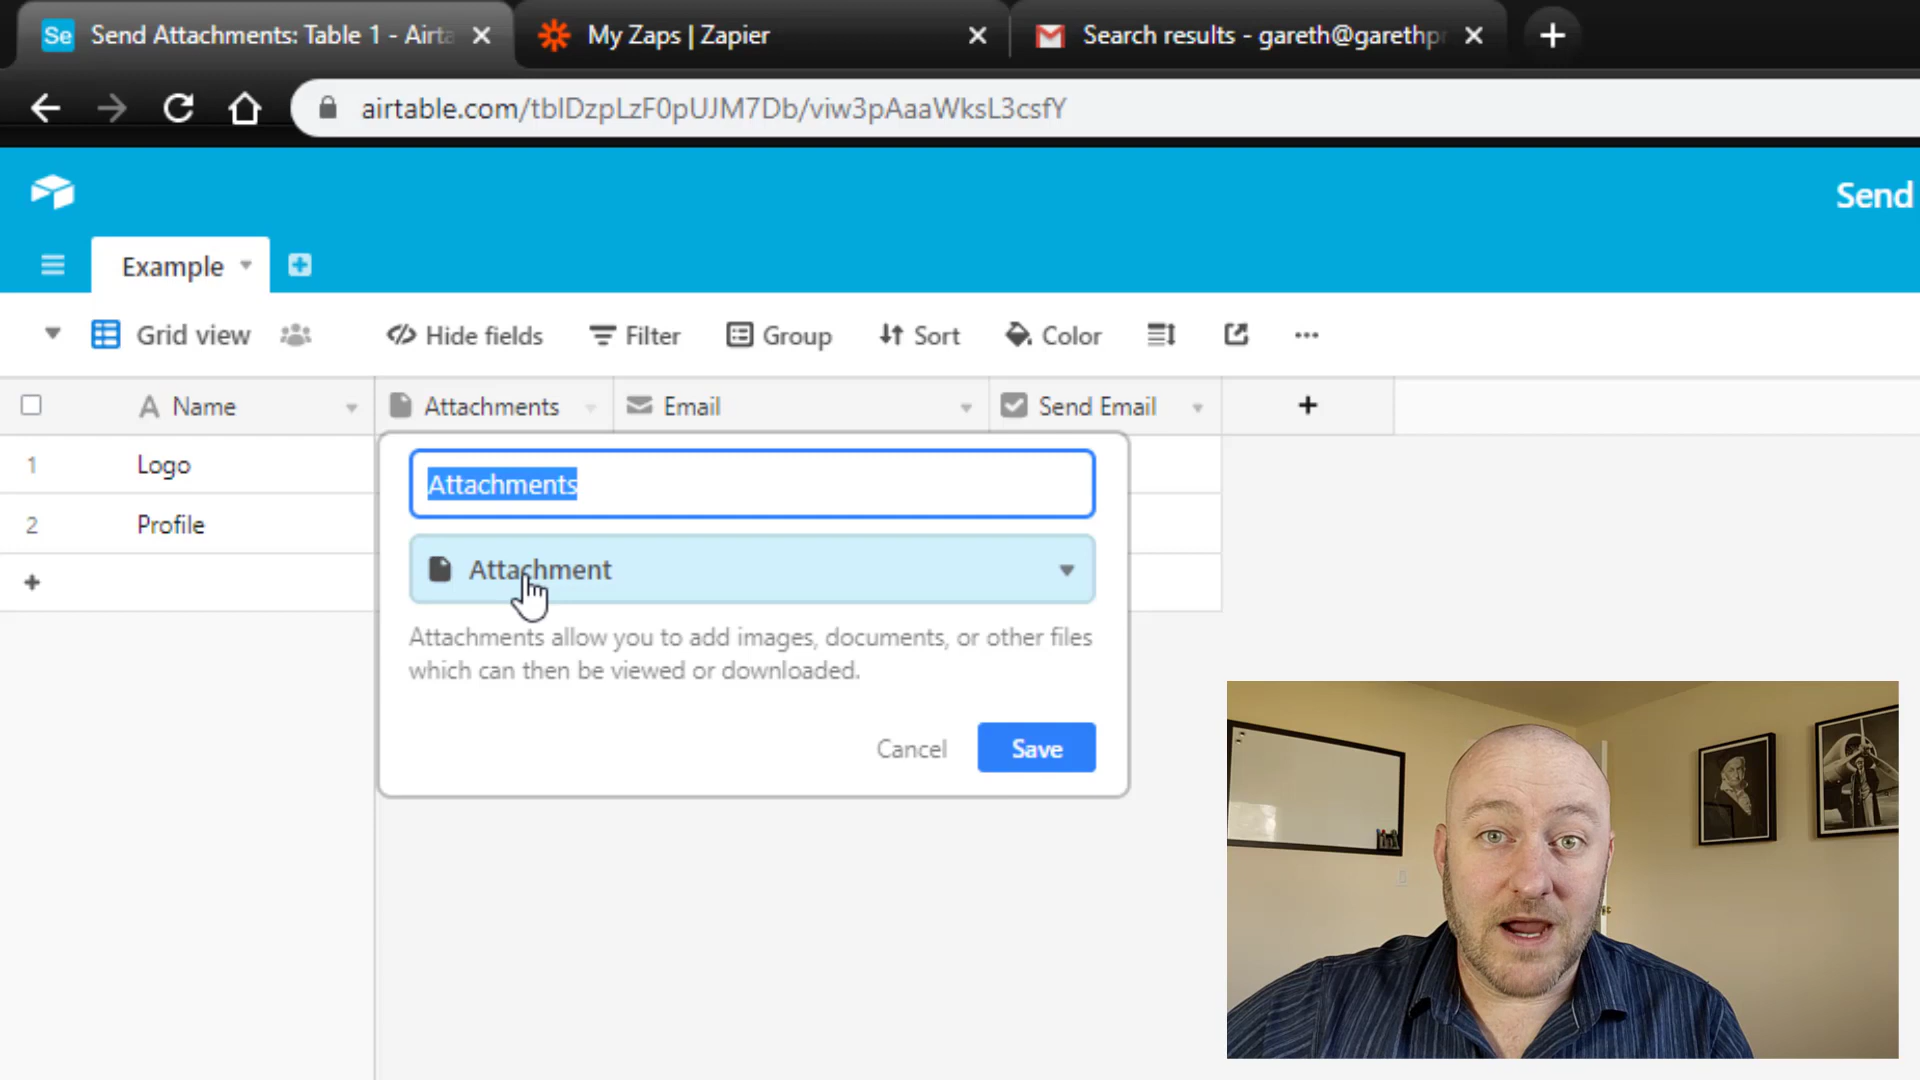 Se Send Attachments: Table 1 - Airta
My Zaps | Zapier
Search results - gareth@garethpr
airtable.com/tblDzpLzF0pUJM7Db/viw3pAaaWksL3csfY
Send
Example
Grid view
Hide fields
Filter
Group
Sort
Color
Name
Attachments
Email
Send Email
1 Logo
2 Profile
Attachments
Attachment
Attachments allow you to add images, documents, or other files
which can then be viewed or downloaded.
Cancel
Save